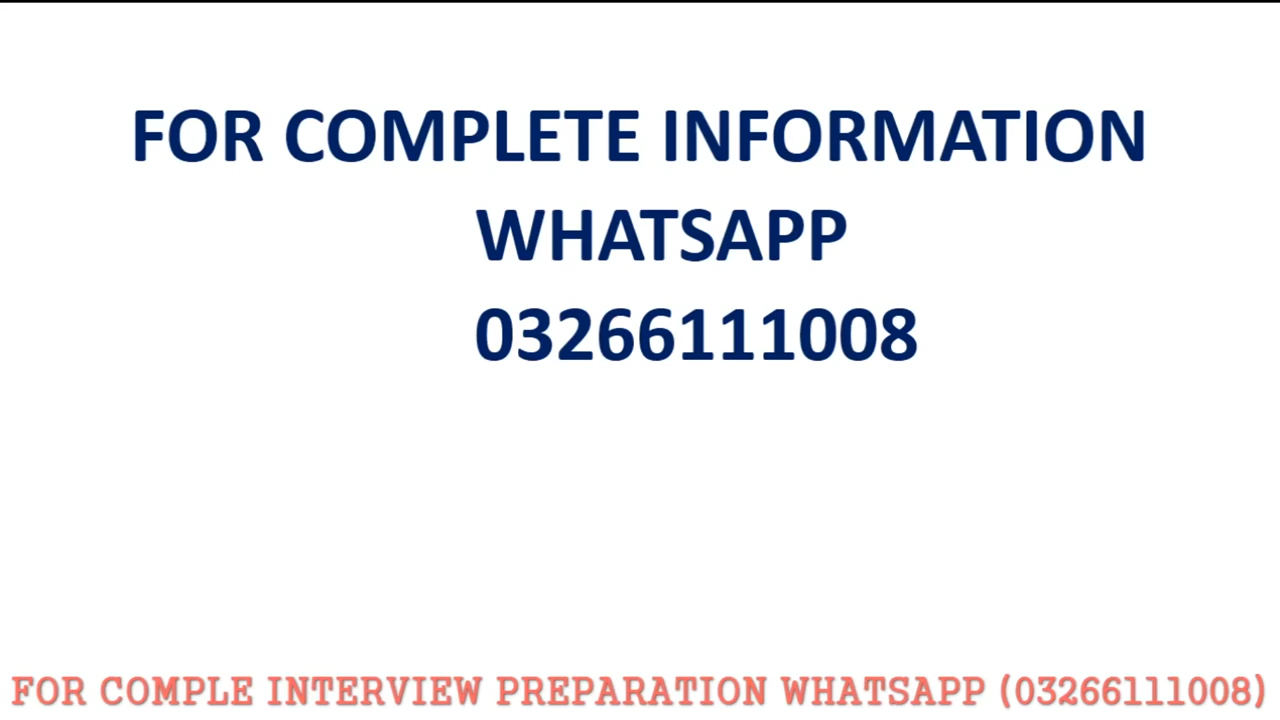 FOR COMPLETE INFORMATION
WHATSAPP
03266111008
FOR COMPLE INTERVIEW PREPARATION WHATSAPP (03266111008)